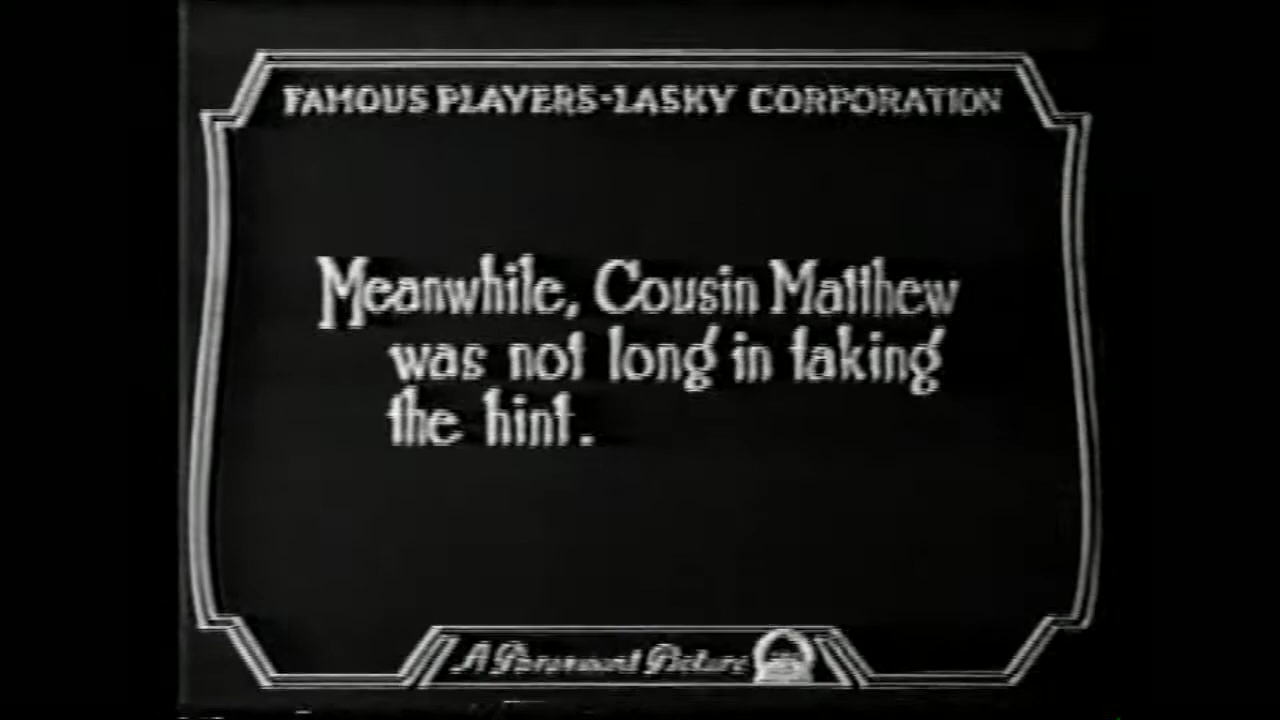 FAMOUS PLAYERS-LASKY CORPORATION
Meanwhile, Cousin Matthew
was not long in taking
the hint.
A Paramount Picture